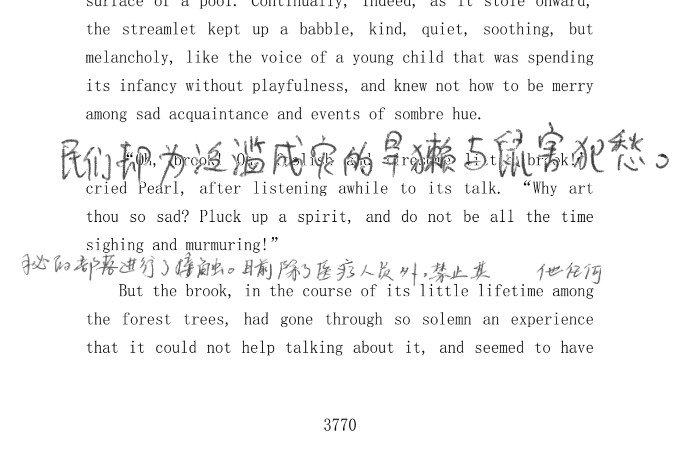 surface of a pool. Continually, indeed, as it stole onward,
the streamlet kept up a babble, kind, quiet, soothing, but
melancholy, like the voice of a young child that was spending
its infancy without playfulness, and knew not how to be merry
among sad acquaintance and events of sombre hue.
民们却为泛滥成灾的旱獭与鼠害犯愁。
“Oh, brook! Oh, foolish and tiresome little brook!”
cried Pearl, after listening awhile to its talk. “Why art
thou so sad? Pluck up a spirit, and do not be all the time
sighing and murmuring!”
秘的部落进行了接触。目前除了医疗人员外，禁止其 他任何
But the brook, in the course of its little lifetime among
the forest trees, had gone through so solemn an experience
that it could not help talking about it, and seemed to have
3770